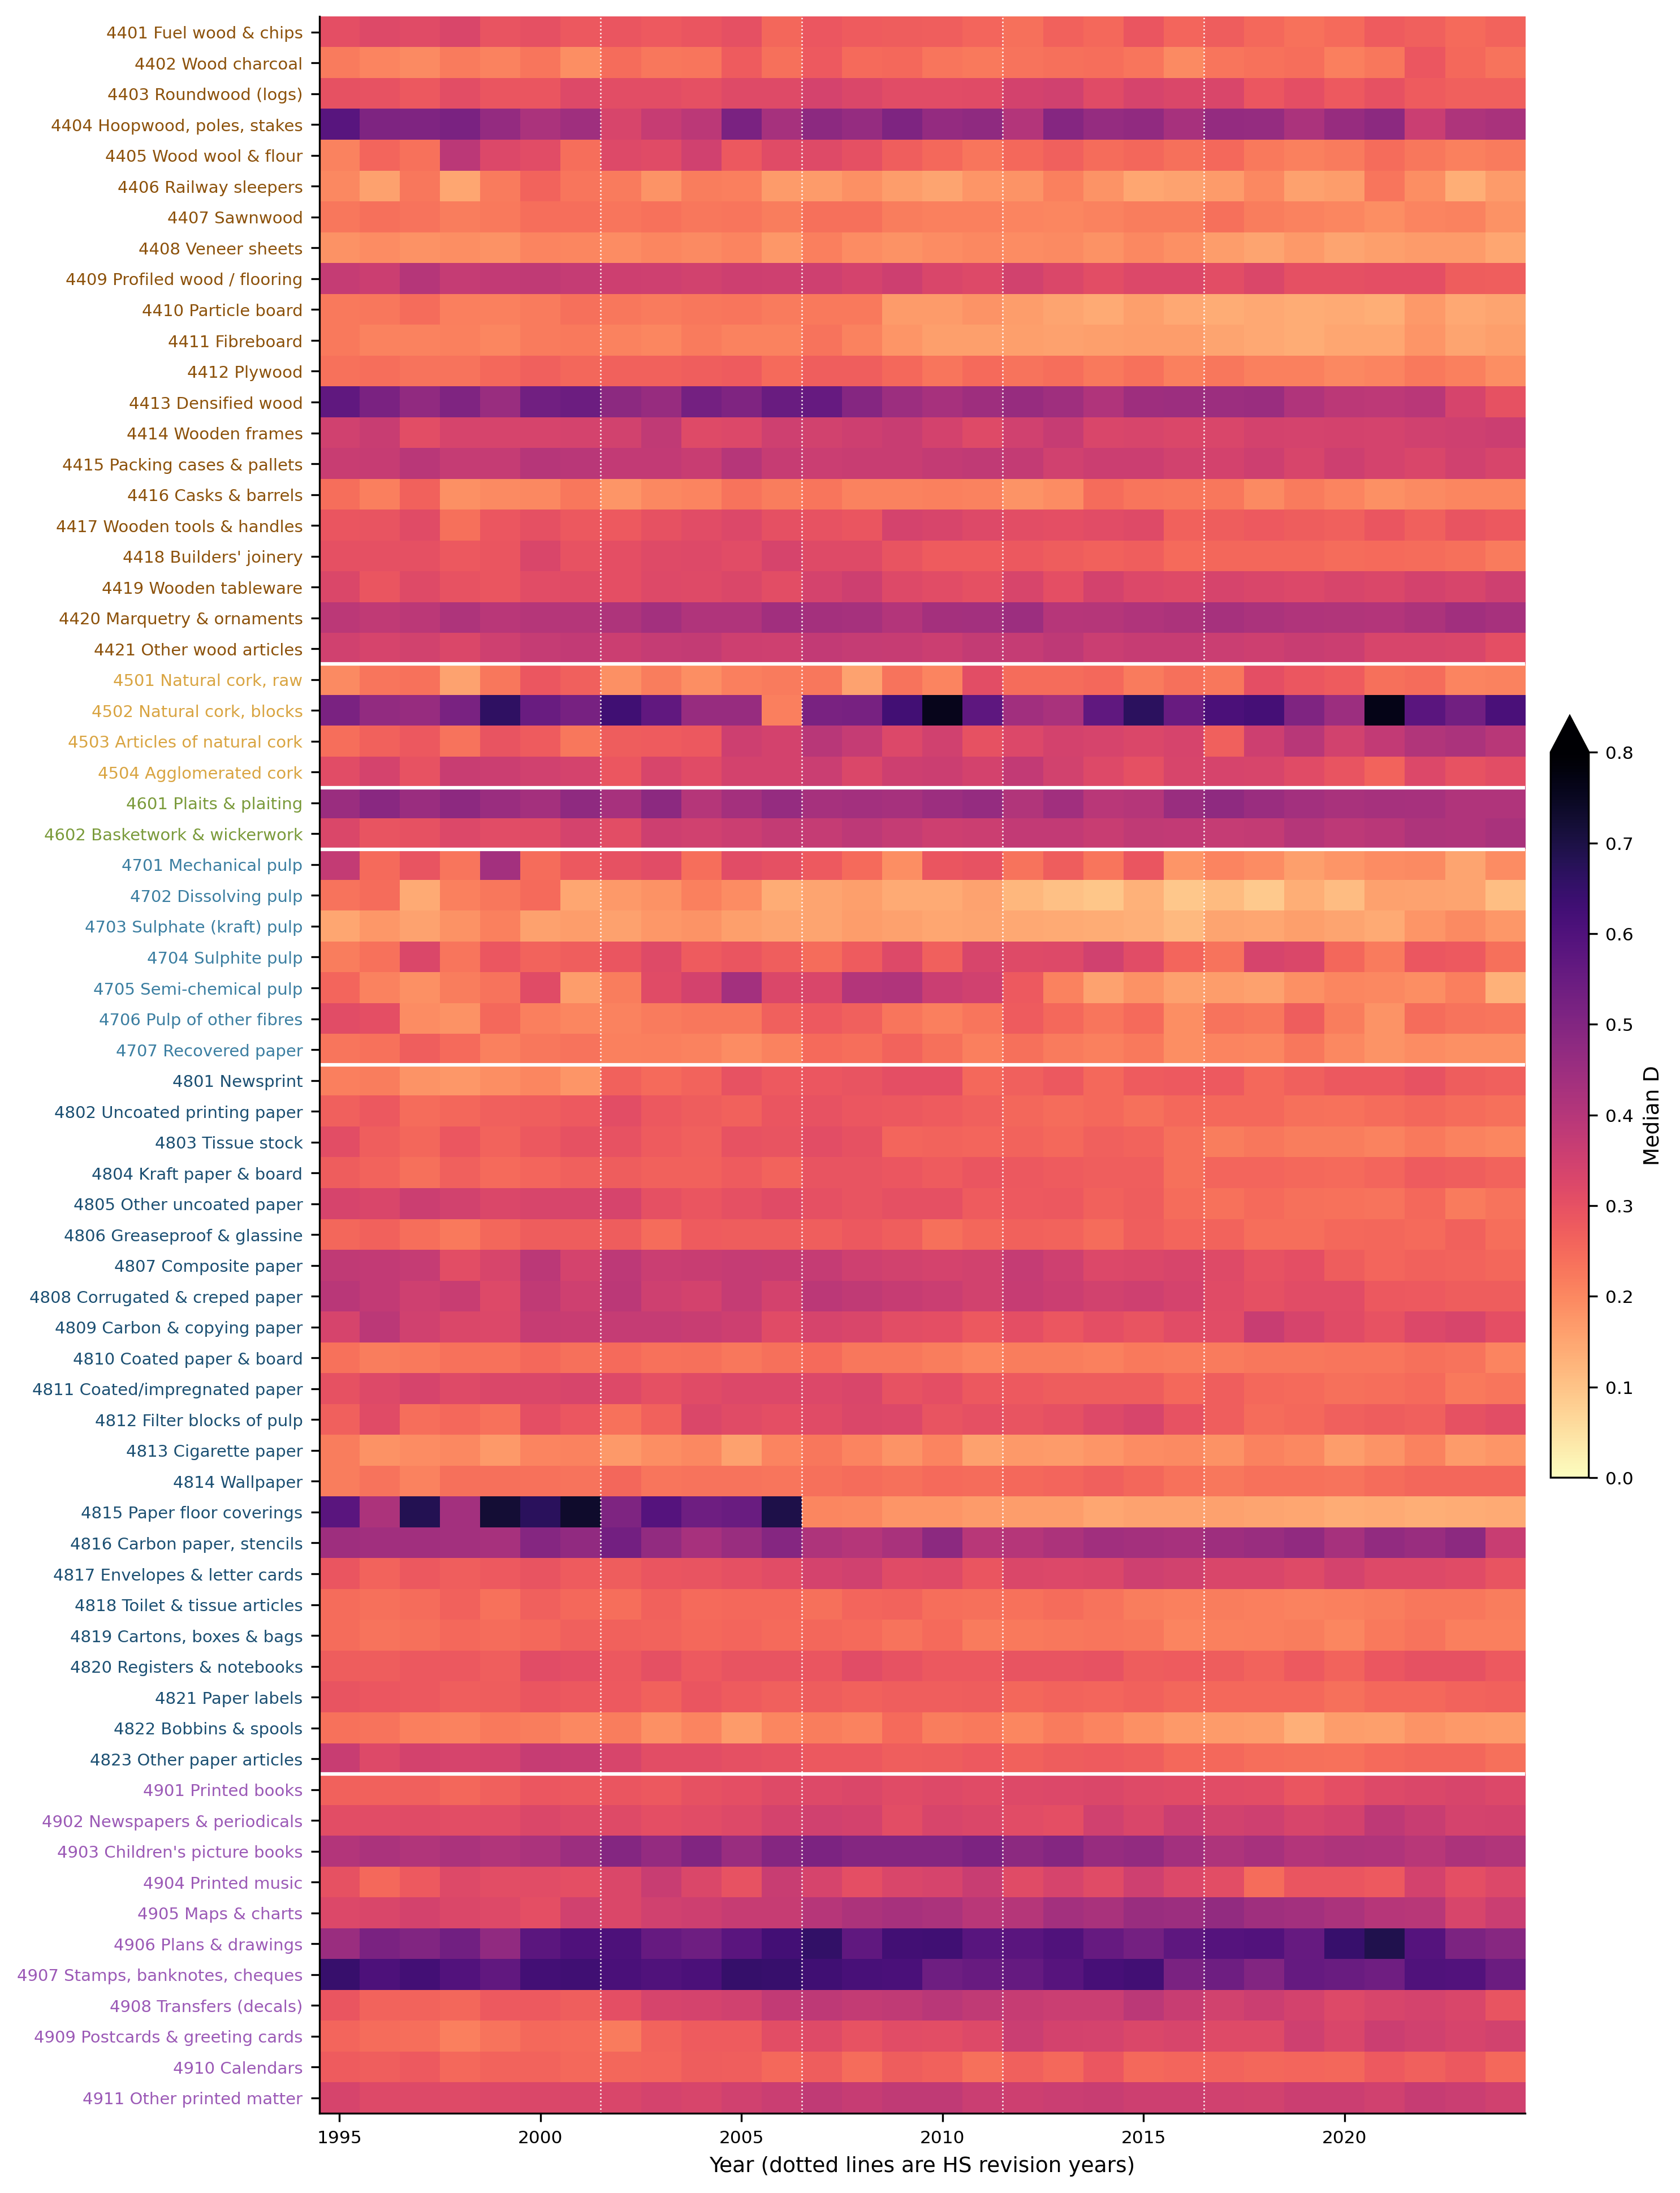 4401 Fuel wood & chips
4402 Wood charcoal
4403 Roundwood (logs)
4404 Hoopwood, poles, stakes
4405 Wood wool & flour
4406 Railway sleepers
4407 Sawnwood
4408 Veneer sheets
4409 Profiled wood / flooring
4410 Particle board
4411 Fibreboard
4412 Plywood
4413 Densified wood
4414 Wooden frames
4415 Packing cases & pallets
4416 Casks & barrels
4417 Wooden tools & handles
4418 Builders' joinery
4419 Wooden tableware
4420 Marquetry & ornaments
4421 Other wood articles
4501 Natural cork, raw
4502 Natural cork, blocks
4503 Articles of natural cork
4504 Agglomerated cork
4601 Plaits & plaiting
4602 Basketwork & wickerwork
4701 Mechanical pulp
4702 Dissolving pulp
4703 Sulphate (kraft) pulp
4704 Sulphite pulp
4705 Semi-chemical pulp
4706 Pulp of other fibres
4707 Recovered paper
4801 Newsprint
4802 Uncoated printing paper
4803 Tissue stock
4804 Kraft paper & board
4805 Other uncoated paper
4806 Greaseproof & glassine
4807 Composite paper
4808 Corrugated & creped paper
4809 Carbon & copying paper
4810 Coated paper & board
4811 Coated/impregnated paper
4812 Filter blocks of pulp
4813 Cigarette paper
4814 Wallpaper
4815 Paper floor coverings
4816 Carbon paper, stencils
4817 Envelopes & letter cards
4818 Toilet & tissue articles
4819 Cartons, boxes & bags
4820 Registers & notebooks
4821 Paper labels
4822 Bobbins & spools
4823 Other paper articles
4901 Printed books
4902 Newspapers & periodicals
4903 Children's picture books
4904 Printed music
4905 Maps & charts
4906 Plans & drawings
4907 Stamps, banknotes, cheques
4908 Transfers (decals)
4909 Postcards & greeting cards
4910 Calendars
4911 Other printed matter
1995 2000 2005 2010 2015 2020
Year (dotted lines are HS revision years)
0.8
0.7
0.6
0.5
0.4
0.3
0.2
0.1
0.0
Median D